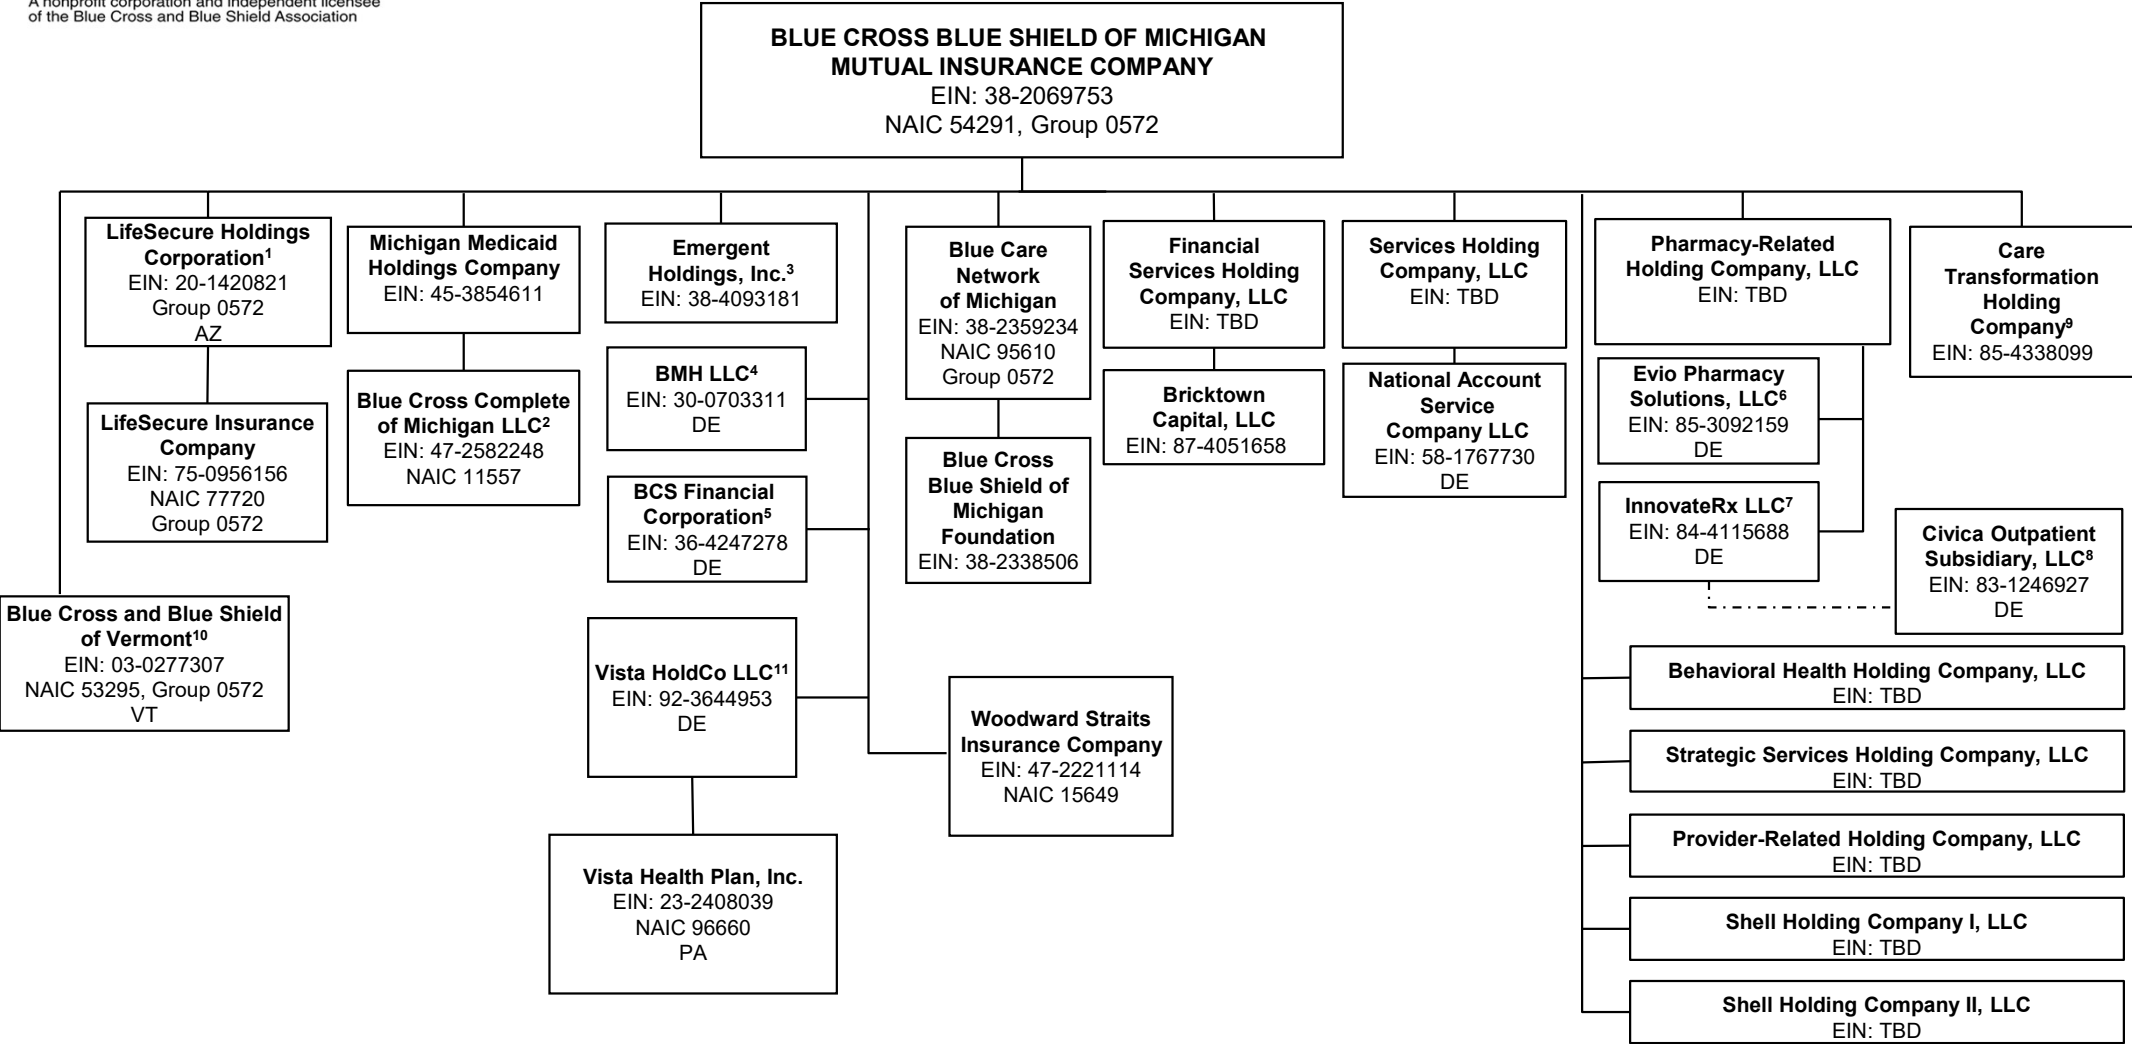 A nonprofit corporation and independent licensee
of the Blue Cross and Blue Shield Association
BLUE CROSS BLUE SHIELD OF MICHIGAN
MUTUAL INSURANCE COMPANY
EIN: 38-2069753
NAIC 54291, Group 0572
LifeSecure Holdings
Corporation¹
EIN: 20-1420821
Group 0572
AZ
LifeSecure Insurance
Company
EIN: 75-0956156
NAIC 77720
Group 0572
Blue Cross and Blue Shield
of Vermont¹⁰
EIN: 03-0277307
NAIC 53295, Group 0572
VT
Michigan Medicaid
Holdings Company
EIN: 45-3854611
Blue Cross Complete
of Michigan LLC²
EIN: 47-2582248
NAIC 11557
Emergent
Holdings, Inc.³
EIN: 38-4093181
BMH LLC⁴
EIN: 30-0703311
DE
BCS Financial
Corporation⁵
EIN: 36-4247278
DE
Vista HoldCo LLC¹¹
EIN: 92-3644953
DE
Vista Health Plan, Inc.
EIN: 23-2408039
NAIC 96660
PA
Blue Care
Network
of Michigan
EIN: 38-2359234
NAIC 95610
Group 0572
Blue Cross
Blue Shield of
Michigan
Foundation
EIN: 38-2338506
Woodward Straits
Insurance Company
EIN: 47-2221114
NAIC 15649
Financial
Services Holding
Company, LLC
EIN: TBD
Bricktown
Capital, LLC
EIN: 87-4051658
Services Holding
Company, LLC
EIN: TBD
National Account
Service
Company LLC
EIN: 58-1767730
DE
Pharmacy-Related
Holding Company, LLC
EIN: TBD
Evio Pharmacy
Solutions, LLC⁶
EIN: 85-3092159
DE
InnovateRx LLC⁷
EIN: 84-4115688
DE
Care
Transformation
Holding
Company⁹
EIN: 85-4338099
Civica Outpatient
Subsidiary, LLC⁸
EIN: 83-1246927
DE
Behavioral Health Holding Company, LLC
EIN: TBD
Strategic Services Holding Company, LLC
EIN: TBD
Provider-Related Holding Company, LLC
EIN: TBD
Shell Holding Company I, LLC
EIN: TBD
Shell Holding Company II, LLC
EIN: TBD